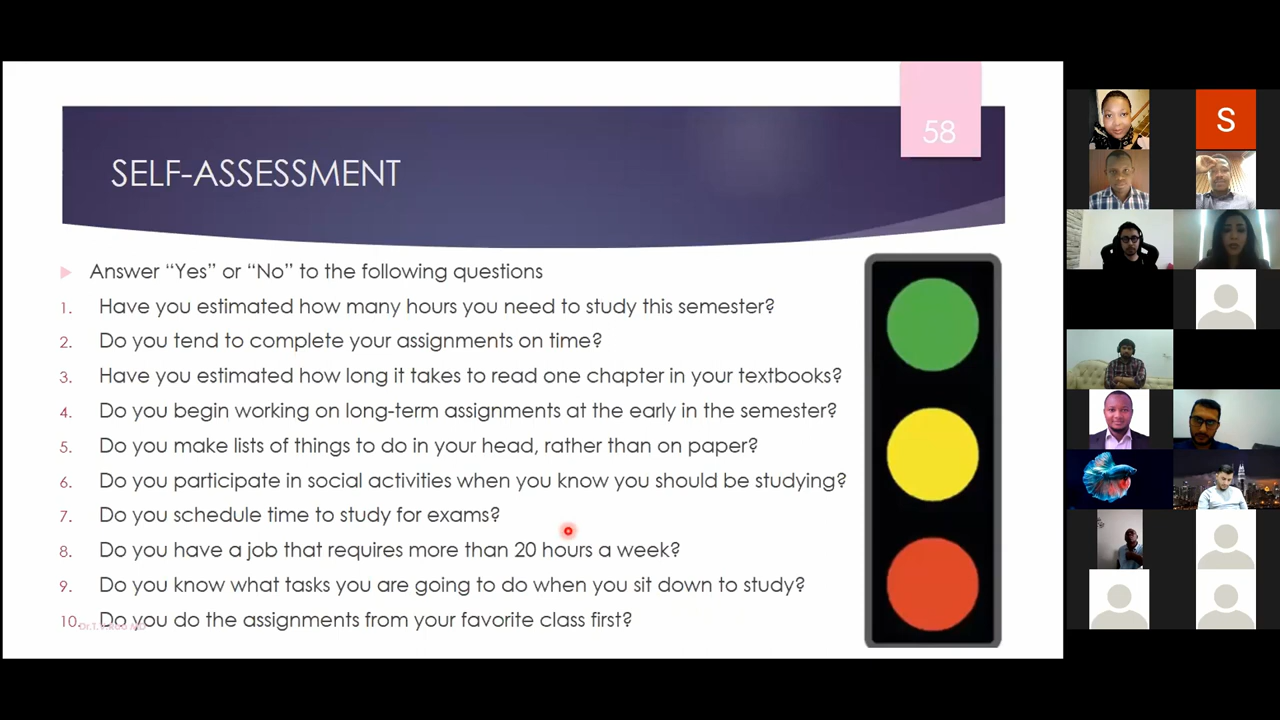 58
SELF-ASSESSMENT
Answer “Yes” or “No” to the following questions
1. Have you estimated how many hours you need to study this semester?
2. Do you tend to complete your assignments on time?
3. Have you estimated how long it takes to read one chapter in your textbooks?
4. Do you begin working on long-term assignments at the early in the semester?
5. Do you make lists of things to do in your head, rather than on paper?
6. Do you participate in social activities when you know you should be studying?
7. Do you schedule time to study for exams?
8. Do you have a job that requires more than 20 hours a week?
9. Do you know what tasks you are going to do when you sit down to study?
10. Do you do the assignments from your favorite class first?
S